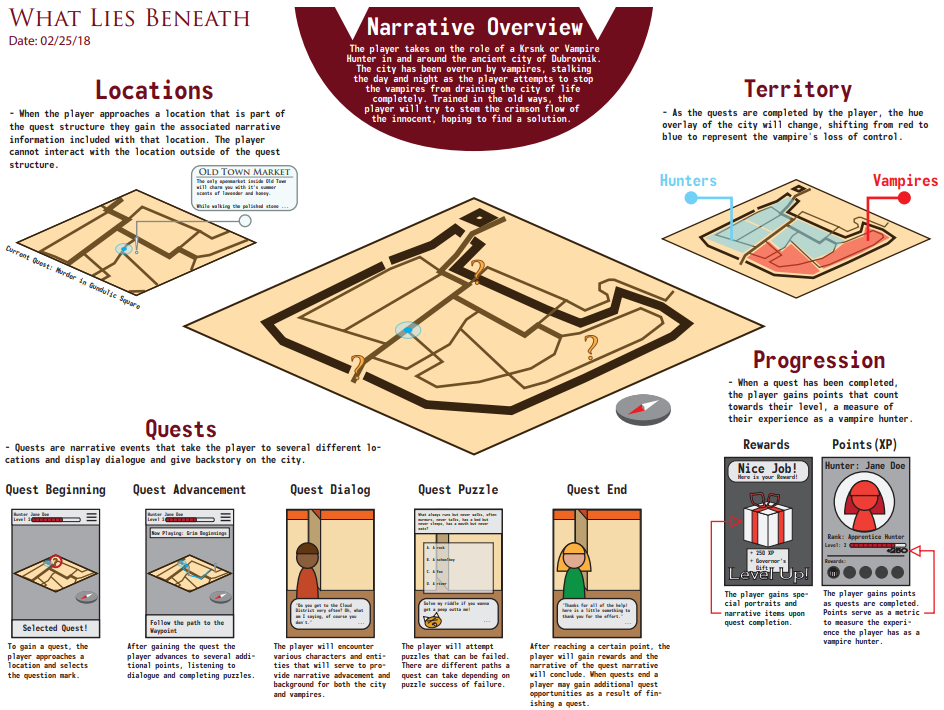 WHAT LIES BENEATH
Date: 02/25/18
Narrative Overview
The player takes on the role of a Krsnk or Vampire
Hunter in and around the ancient city of Dubrovnik.
The city has been overrun by vampires, stalking
the day and night as the player attempts to stop
the vampires from draining the city of life
completely. Trained in the old ways, the
player will try to stem the crimson flow of
the innocent, hoping to find a solution.
Locations
- When the player approaches a location that is part of
the quest structure they gain the associated narrative
information included with that location. The player
cannot interact with the location outside of the quest
structure.
OLD TOWN MARKET
The only openmarket inside Old Town
will charm you with it's summer
scents of lavender and honey.
While walking the polished stone ...
Current Quest: Murder in Gundulic Square
Territory
- As the quests are completed by the player, the hue
overlay of the city will change, shifting from red to
blue to represent the vampire's loss of control.
Hunters
Vampires
?
?
?
Progression
- When a quest has been completed,
the player gains points that count
towards their level, a measure of
their experience as a vampire hunter.
Quests
- Quests are narrative events that take the player to several different lo-
cations and display dialogue and give backstory on the city.
Quest Beginning
Hunter Jane Doe
Level 3
?
Selected Quest!
To gain a quest, the
player approaches a
location and selects
the question mark.
Quest Advancement
Hunter Jane Doe
Level 3
Now Playing: Grim Beginnings
Follow the path to the
Waypoint
After gaining the quest the
player advances to several addi-
tional points, listening to
dialogue and completing puzzles.
Quest Dialog
"Do you get to the Cloud
District very often? Oh, what
am I saying, of course you
don't."
...
The player will encounter
various characters and enti-
ties that will serve to pro-
vide narrative advancement and
background for both the city
and vampires.
Quest Puzzle
What always runs but never walks, often
murmurs, never talks, has a bed but
never sleeps, has a mouth but never
eats?
A. A rock
B. A schoolboy
C. A fox
D. A river
Solve my riddle if you wanna
get a peep outta me!
...
The player will attempt
puzzles that can be failed.
There are different paths a
quest can take depending on
puzzle success of failure.
Quest End
"Thanks for all of the help!
here is a little something to
thank you for the effort."
...
After reaching a certain point, the
player will gain rewards and the
narrative of the quest narrative
will conclude. When quests end a
player may gain additional quest
opportunities as a result of fin-
ishing a quest.
Rewards
Nice Job!
Here is your Reward!
+ 250 XP
+ Governor's
Gift
Level Up!
The player gains spe-
cial portraits and
narrative items upon
quest completion.
Points(XP)
Hunter: Jane Doe
Rank: Apprentice Hunter
Level: 3
+250
Rewards:
The player gains points
as quests are completed.
Points serve as a metric
to measure the experi-
ence the player has as a
vampire hunter.